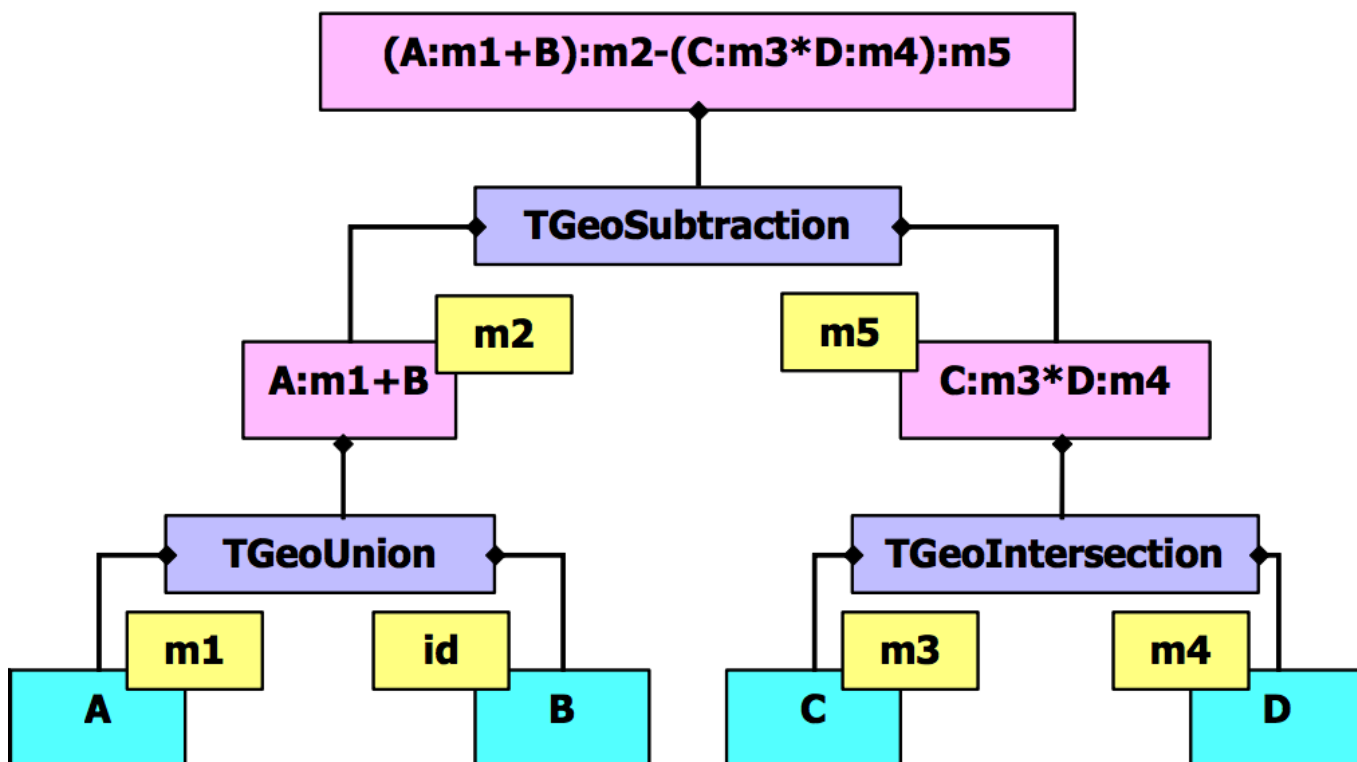 (A:m1+B):m2-(C:m3*D:m4):m5
TGeoSubtraction
m2
m5
A:m1+B
C:m3*D:m4
TGeoUnion
TGeoIntersection
m1
id
m3
m4
A
B
C
D